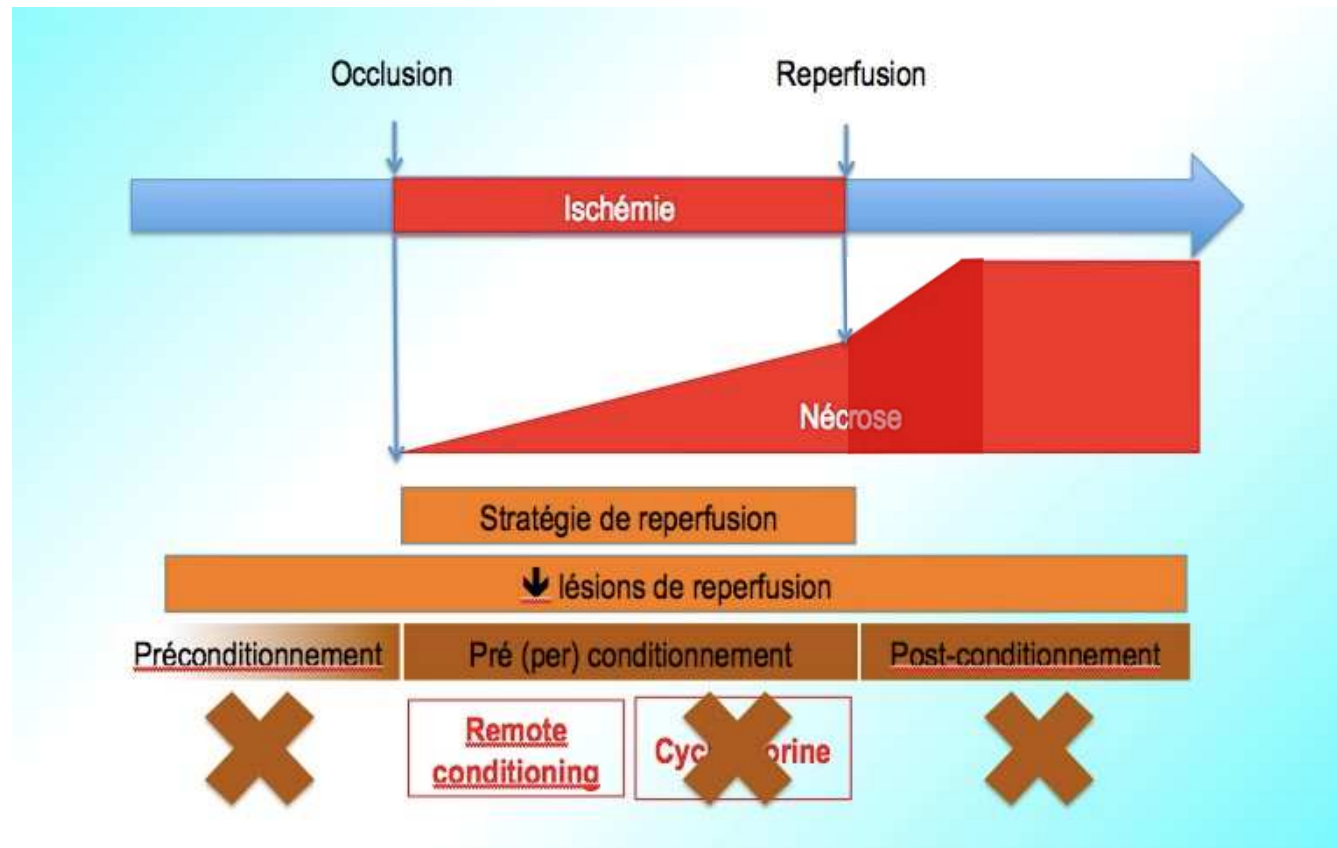 Occlusion
Reperfusion
Ischémie
Nécrose
Stratégie de reperfusion
🡻 lésions de reperfusion
Préconditionnement
Pré (per) conditionnement
Post-conditionnement
Remote
conditioning